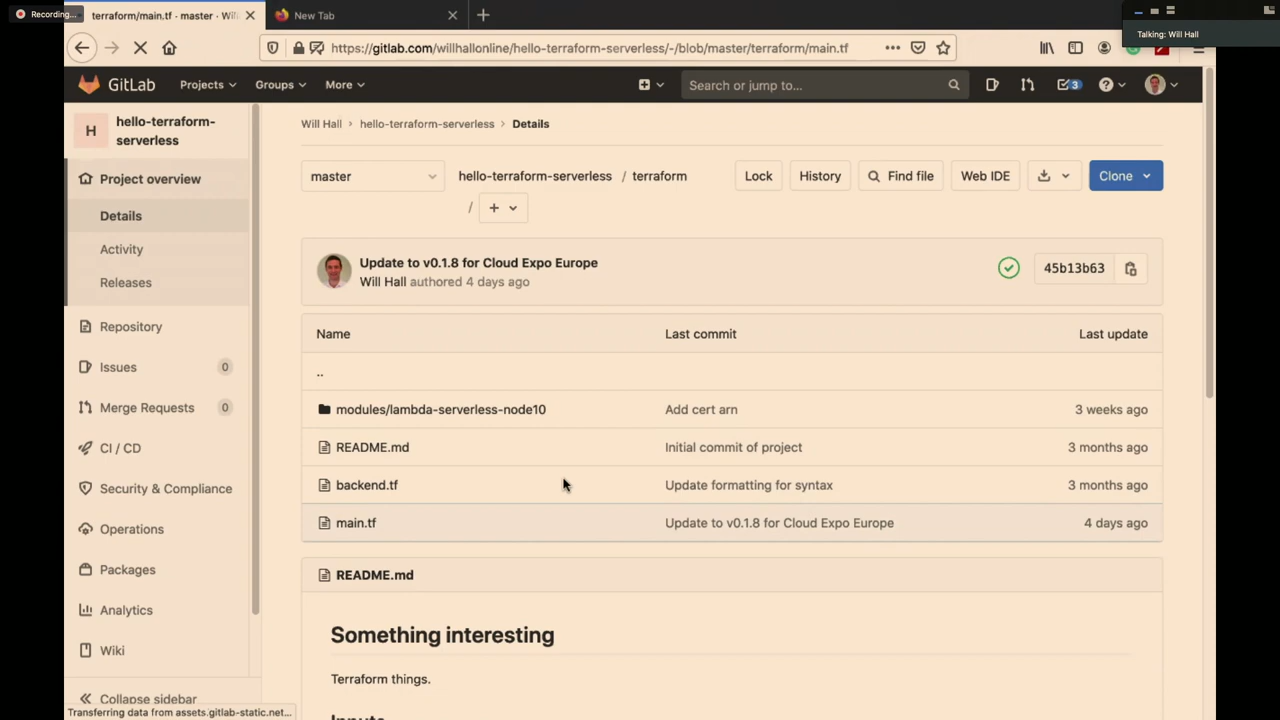 Recording...
terraform/main.tf · master · Wil
New Tab
Talking: Will Hall
https://gitlab.com/willhallonline/hello-terraform-serverless/-/blob/master/terraform/main.tf
GitLab
Projects
Groups
More
Search or jump to...
3
H
hello-terraform-
serverless
Project overview
Details
Activity
Releases
Repository
Issues 0
Merge Requests 0
CI / CD
Security & Compliance
Operations
Packages
Analytics
Wiki
Collapse sidebar
Will Hall › hello-terraform-serverless › Details
master
hello-terraform-serverless / terraform
/ +
Lock
History
Find file
Web IDE
Clone
Update to v0.1.8 for Cloud Expo Europe
Will Hall authored 4 days ago
45b13b63
Name Last commit Last update
..
modules/lambda-serverless-node10 Add cert arn 3 weeks ago
README.md Initial commit of project 3 months ago
backend.tf Update formatting for syntax 3 months ago
main.tf Update to v0.1.8 for Cloud Expo Europe 4 days ago
README.md
Something interesting
Terraform things.
Inputs
Transferring data from assets.gitlab-static.net...